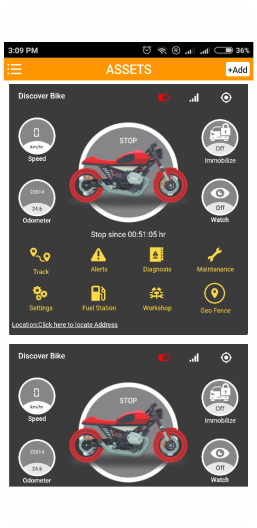 3:09 PM 36%
ASSETS +Add
Discover Bike
0
km/hr
Speed
STOP
Off
Immobilize
22614
24.6
Odometer
Off
Watch
Stop since 00:51:05 hr
Track Alerts Diagnosis Maintanance
Settings Fuel Station Workshop Geo Fence
Location:Click here to locate Address
Discover Bike
0
km/hr
Speed
STOP
Off
Immobilize
22614
24.6
Odometer
Off
Watch